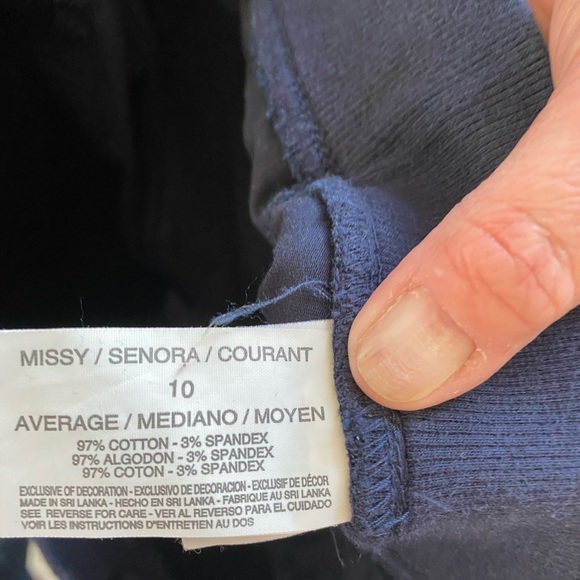 MISSY / SENORA / COURANT
10
AVERAGE / MEDIANO / MOYEN
97% COTTON - 3% SPANDEX
97% ALGODON - 3% SPANDEX
97% COTON - 3% SPANDEX
EXCLUSIVE OF DECORATION - EXCLUSIVO DE DECORACION - EXCLUSIF DE DÉCOR
MADE IN SRI LANKA - HECHO EN SRI LANKA - FABRIQUE AU SRI LANKA
SEE REVERSE FOR CARE - VER AL REVERSO PARA EL CUIDADO
VOIR LES INSTRUCTIONS D'ENTRETIEN AU DOS